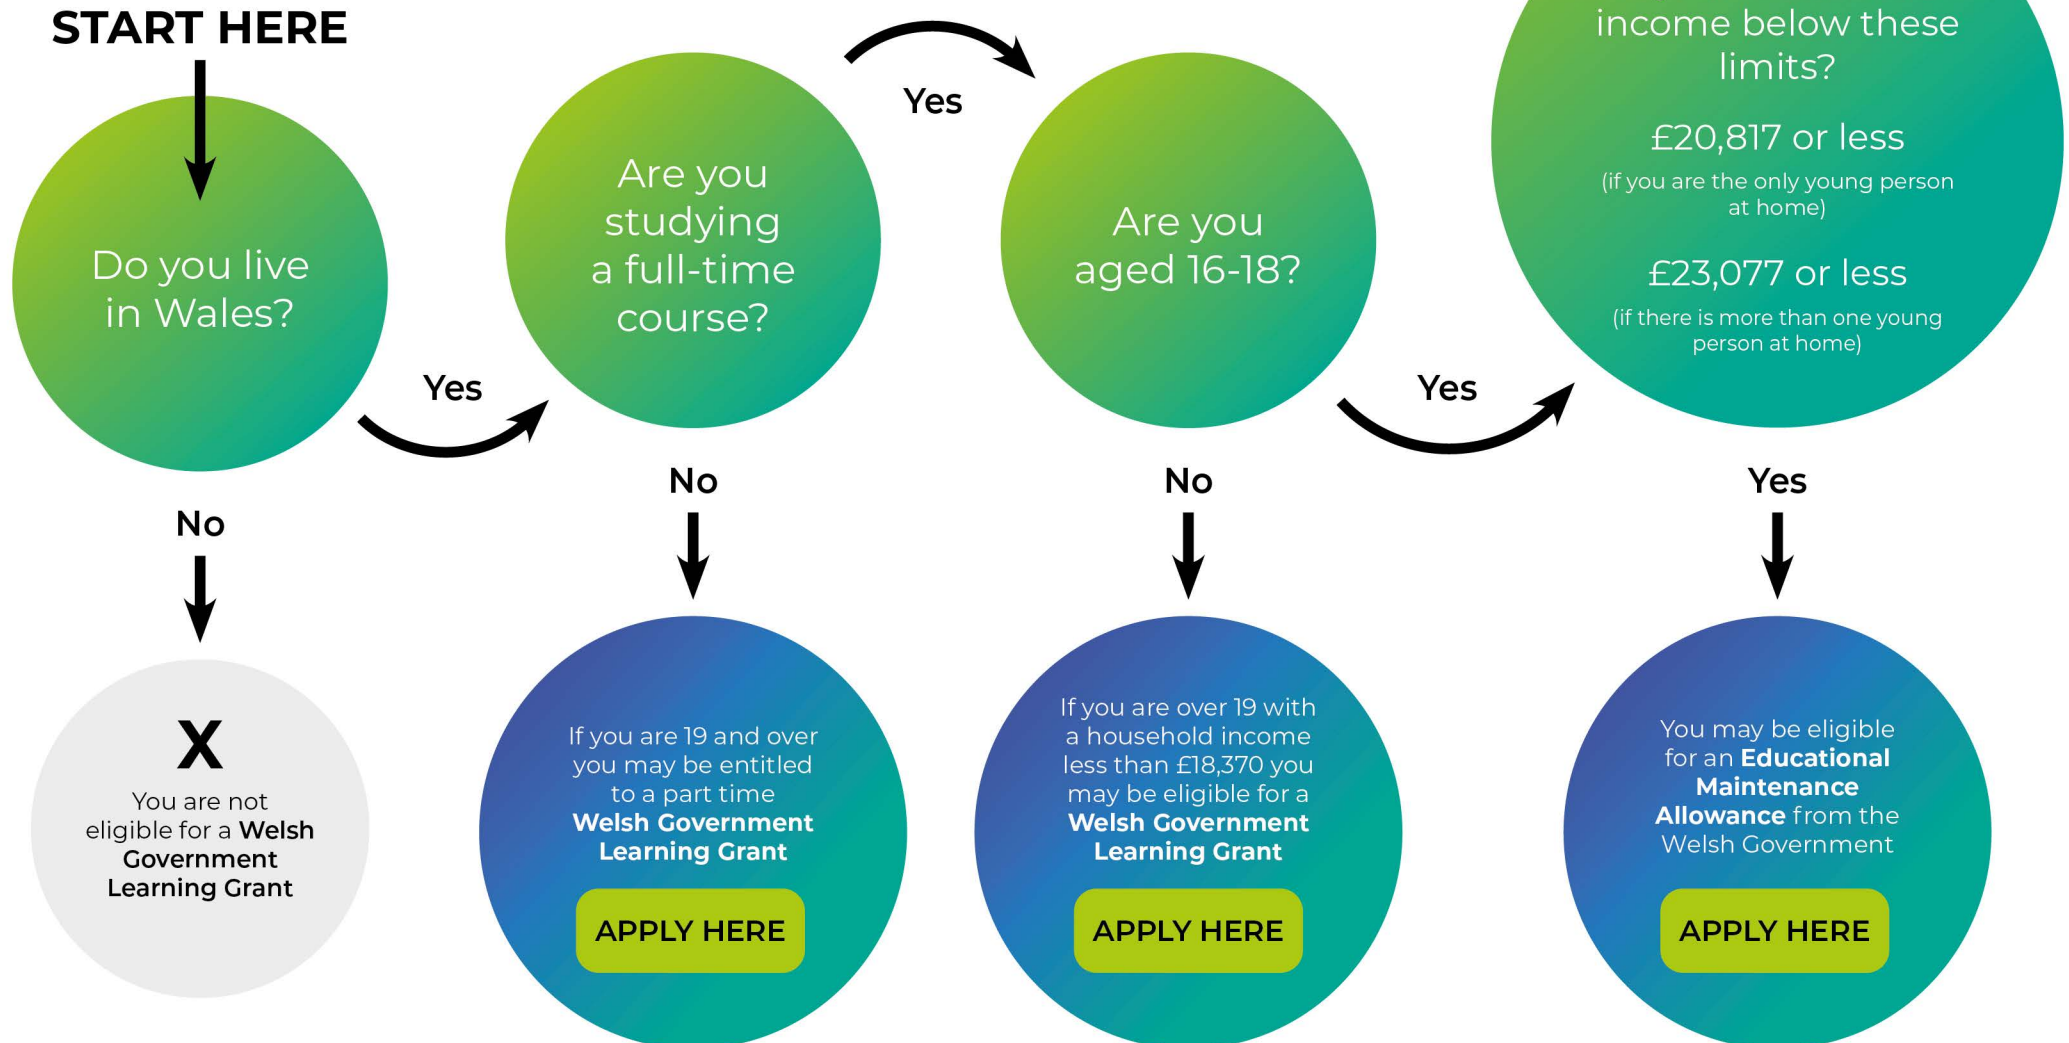 START HERE
Do you live
in Wales?
Yes
No
X
You are not
eligible for a Welsh
Government
Learning Grant
Are you
studying
a full-time
course?
Yes
No
If you are 19 and over
you may be entitled
to a part time
Welsh Government
Learning Grant
APPLY HERE
Are you
aged 16-18?
Yes
No
If you are over 19 with
a household income
less than £18,370 you
may be eligible for a
Welsh Government
Learning Grant
APPLY HERE
income below these
limits?
£20,817 or less
(if you are the only young person
at home)
£23,077 or less
(if there is more than one young
person at home)
Yes
You may be eligible
for an Educational
Maintenance
Allowance from the
Welsh Government
APPLY HERE